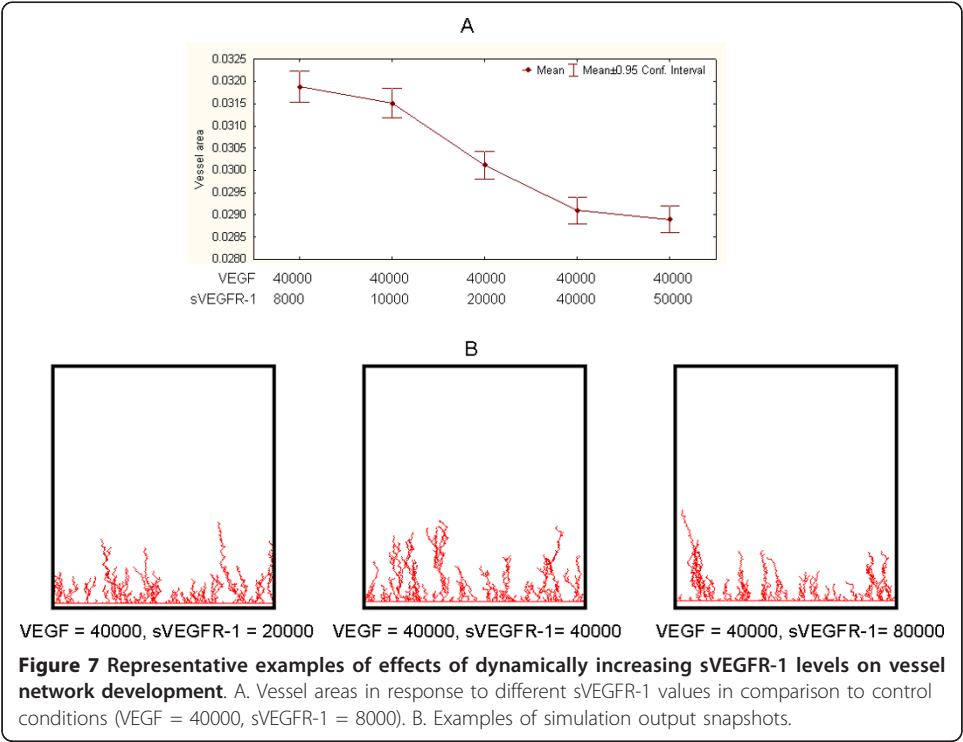 A
0.0325
0.0320
0.0315
0.0310
0.0305
0.0300
0.0295
0.0290
0.0285
0.0280
Vessel area
Mean Mean±0.95 Conf. Interval
VEGF 40000 40000 40000 40000 40000
sVEGFR-1 8000 10000 20000 40000 50000
B
VEGF = 40000, sVEGFR-1 = 20000 VEGF = 40000, sVEGFR-1= 40000 VEGF = 40000, sVEGFR-1= 80000
Figure 7 Representative examples of effects of dynamically increasing sVEGFR-1 levels on vessel
network development. A. Vessel areas in response to different sVEGFR-1 values in comparison to control
conditions (VEGF = 40000, sVEGFR-1 = 8000). B. Examples of simulation output snapshots.